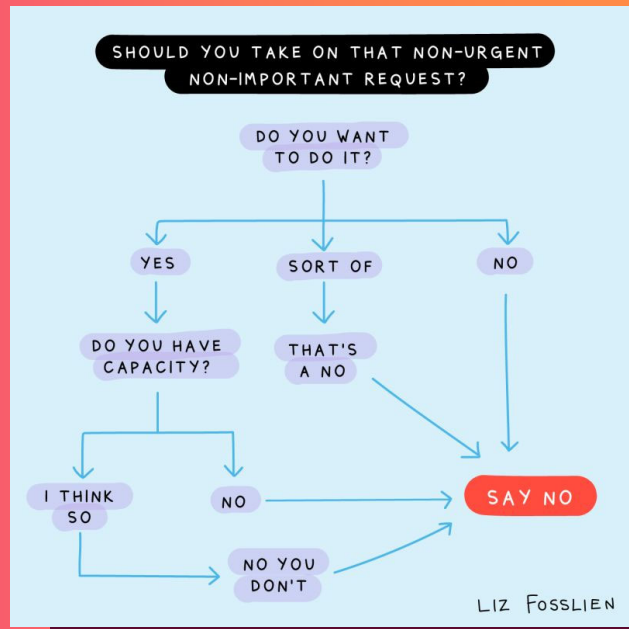 SHOULD YOU TAKE ON THAT NON-URGENT
NON-IMPORTANT REQUEST?
DO YOU WANT
TO DO IT?
YES
SORT OF
NO
DO YOU HAVE
CAPACITY?
THAT'S
A NO
I THINK
SO
NO
SAY NO
NO YOU
DON'T
LIZ FOSSLIEN